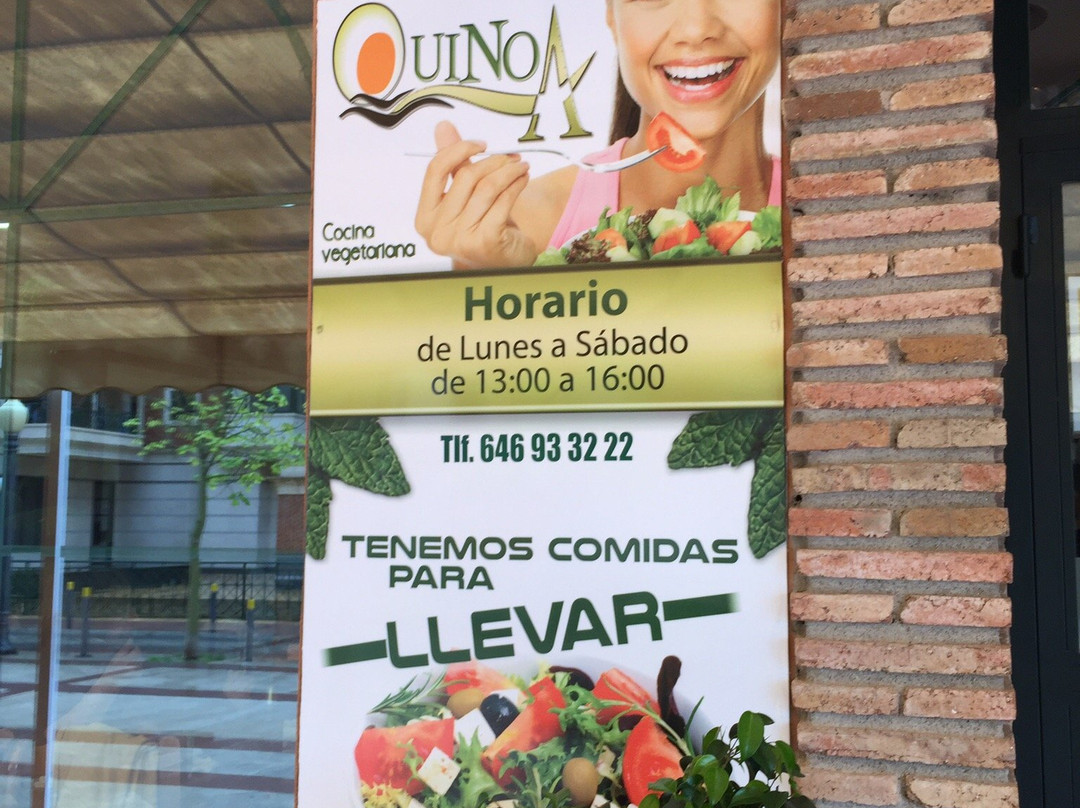 QUINOA
Cocina
vegetariana
Horario
de Lunes a Sábado
de 13:00 a 16:00
Tlf. 646 93 32 22
TENEMOS COMIDAS
PARA
LLEVAR